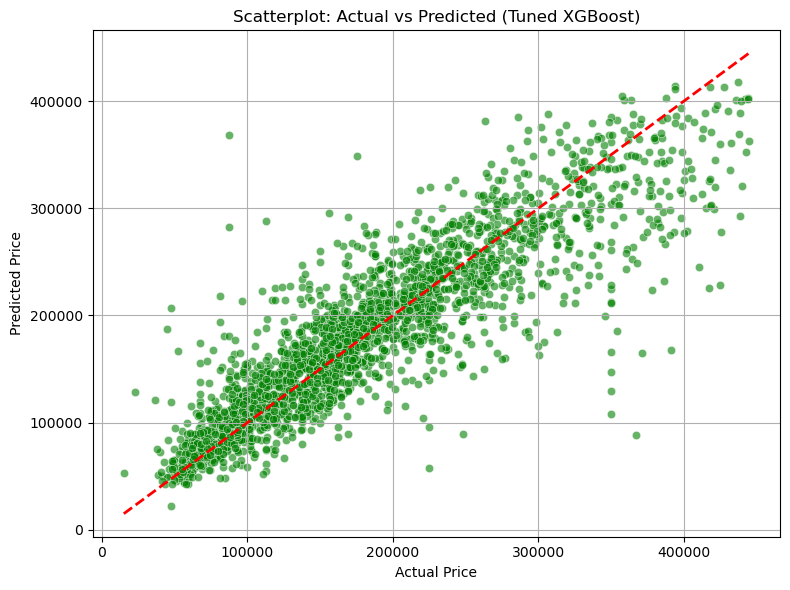 Scatterplot: Actual vs Predicted (Tuned XGBoost)
Predicted Price
400000
300000
200000
100000
0
0 100000 200000 300000 400000
Actual Price